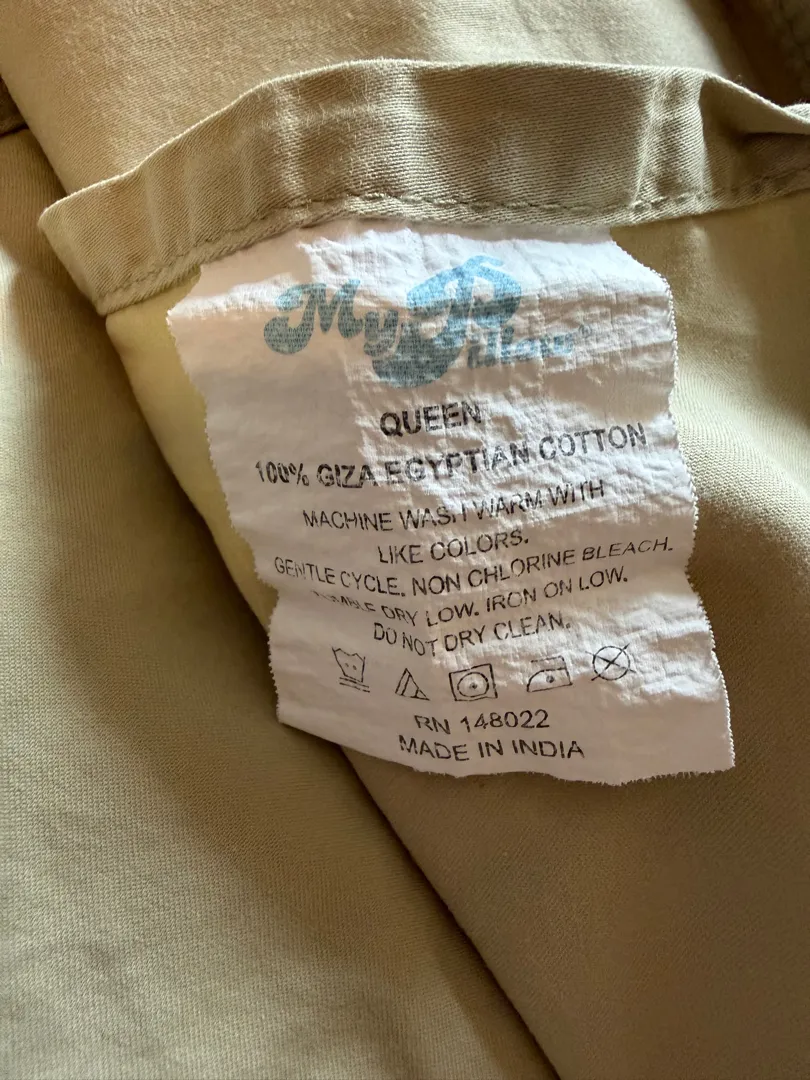 MyPillow®
QUEEN
100% GIZA EGYPTIAN COTTON
MACHINE WASH WARM WITH
LIKE COLORS.
GENTLE CYCLE. NON CHLORINE BLEACH.
TUMBLE DRY LOW. IRON ON LOW.
DO NOT DRY CLEAN.
RN 148022
MADE IN INDIA